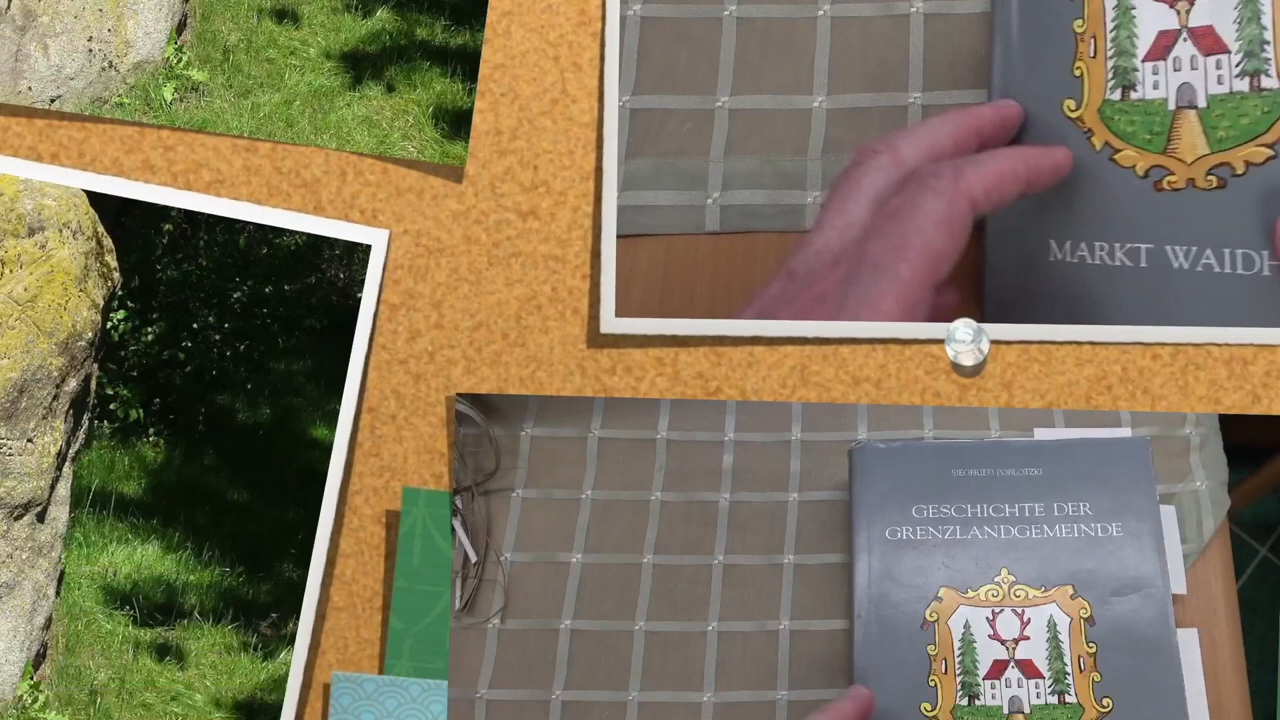 MARKT WAIDH
SIEGFRIED POBLOTZKI
GESCHICHTE DER
GRENZLANDGEMEINDE